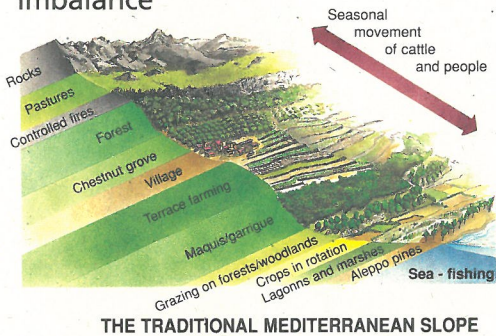 imbalance
Seasonal
movement
of cattle
and people
Rocks
Pastures
Controlled fires
Forest
Chestnut grove
Village
Terrace farming
Maquis/garrigue
Grazing on forests/woodlands
Crops in rotation
Lagonns and marshes
Aleppo pines
Sea - fishing
THE TRADITIONAL MEDITERRANEAN SLOPE